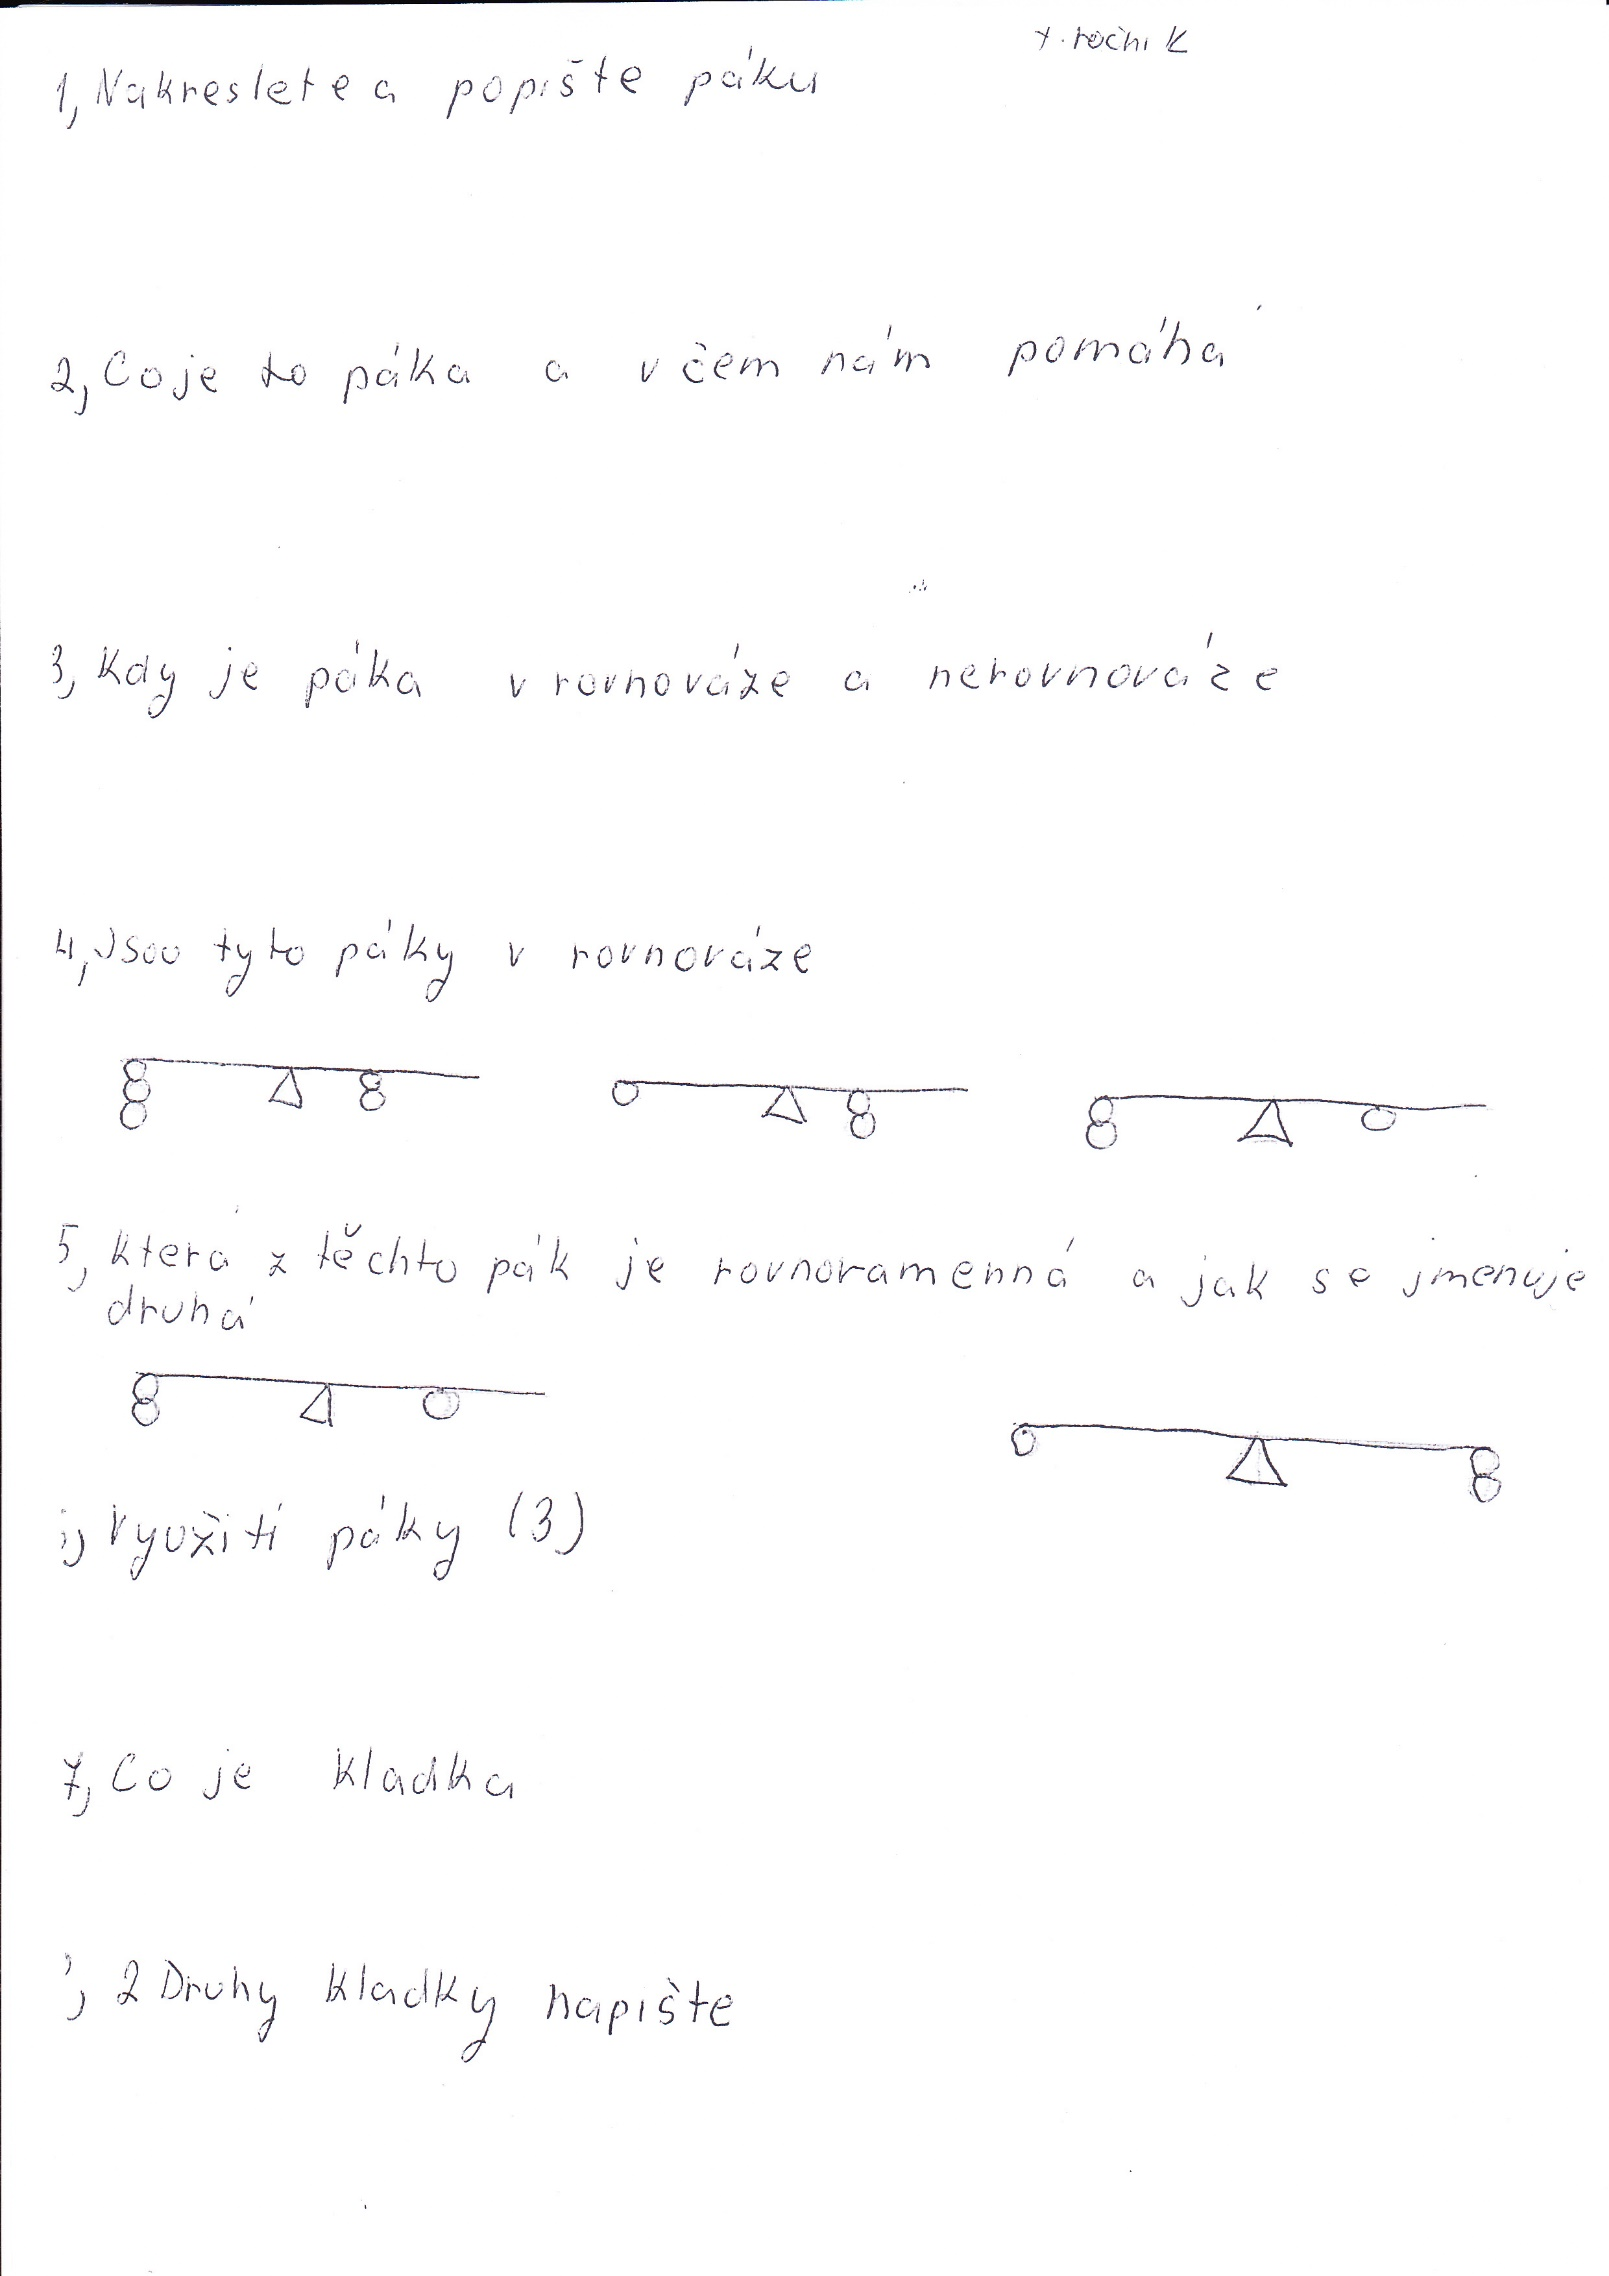 7. ročnik
1, Nakreslete a popište páku
2, Co je to páka a v čem nám pomáhá
3, Kdy je páka v rovnováze a nerovnováze
4, Jsou tyto páky v rovnováze
5, Která z těchto pák je rovnoramenná a jak se jmenuje
druhá
, Využití páky (3)
7, Co je kladka
, 2 Druhy kladky napište